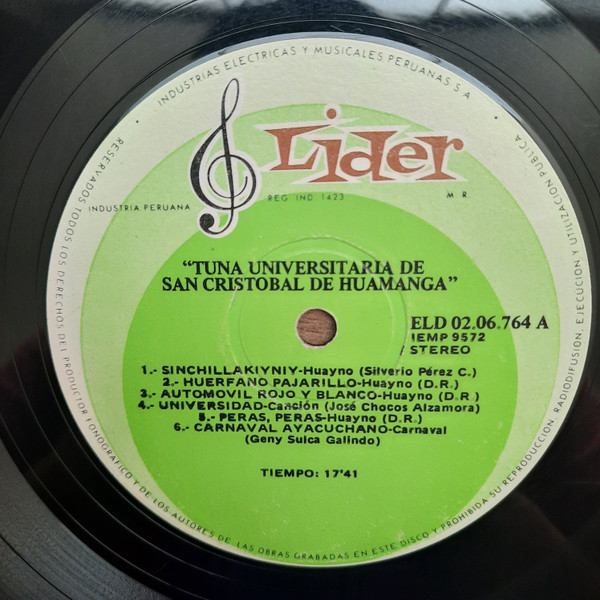 INDUSTRIAS ELECTRICAS Y MUSICALES PERUANAS S A
Lider
REG IND 1423
M R.
INDUSTRIA PERUANA
"TUNA UNIVERSITARIA DE
SAN CRISTOBAL DE HUAMANGA"
ELD 02.06.764 A
IEMP 9572
/ STEREO
1.- SINCHILLAKIYNIY-Huayno (Silverio Pérez C.)
2.- HUERFANO PAJARILLO-Huayno (D.R.)
3.- AUTOMOVIL ROJO Y BLANCO-Huayno (D.R.)
4.- UNIVERSIDAD-Canción (José Chocos Alzamora)
5.- PERAS, PERAS-Huayno (D.R.)
6.- CARNAVAL AYACUCHANO-Carnaval
(Geny Sulca Galindo)
TIEMPO: 17'41
RESERVADOS TODOS LOS DERECHOS DEL PRODUCTOR FONOGRAFICO Y DE LOS AUTORES DE LAS OBRAS GRABADAS EN ESTE DISCO Y PROHIBIDA SU REPRODUCCION, RADIODIFUSION, EJECUCION Y UTILIZACION PUBLICA